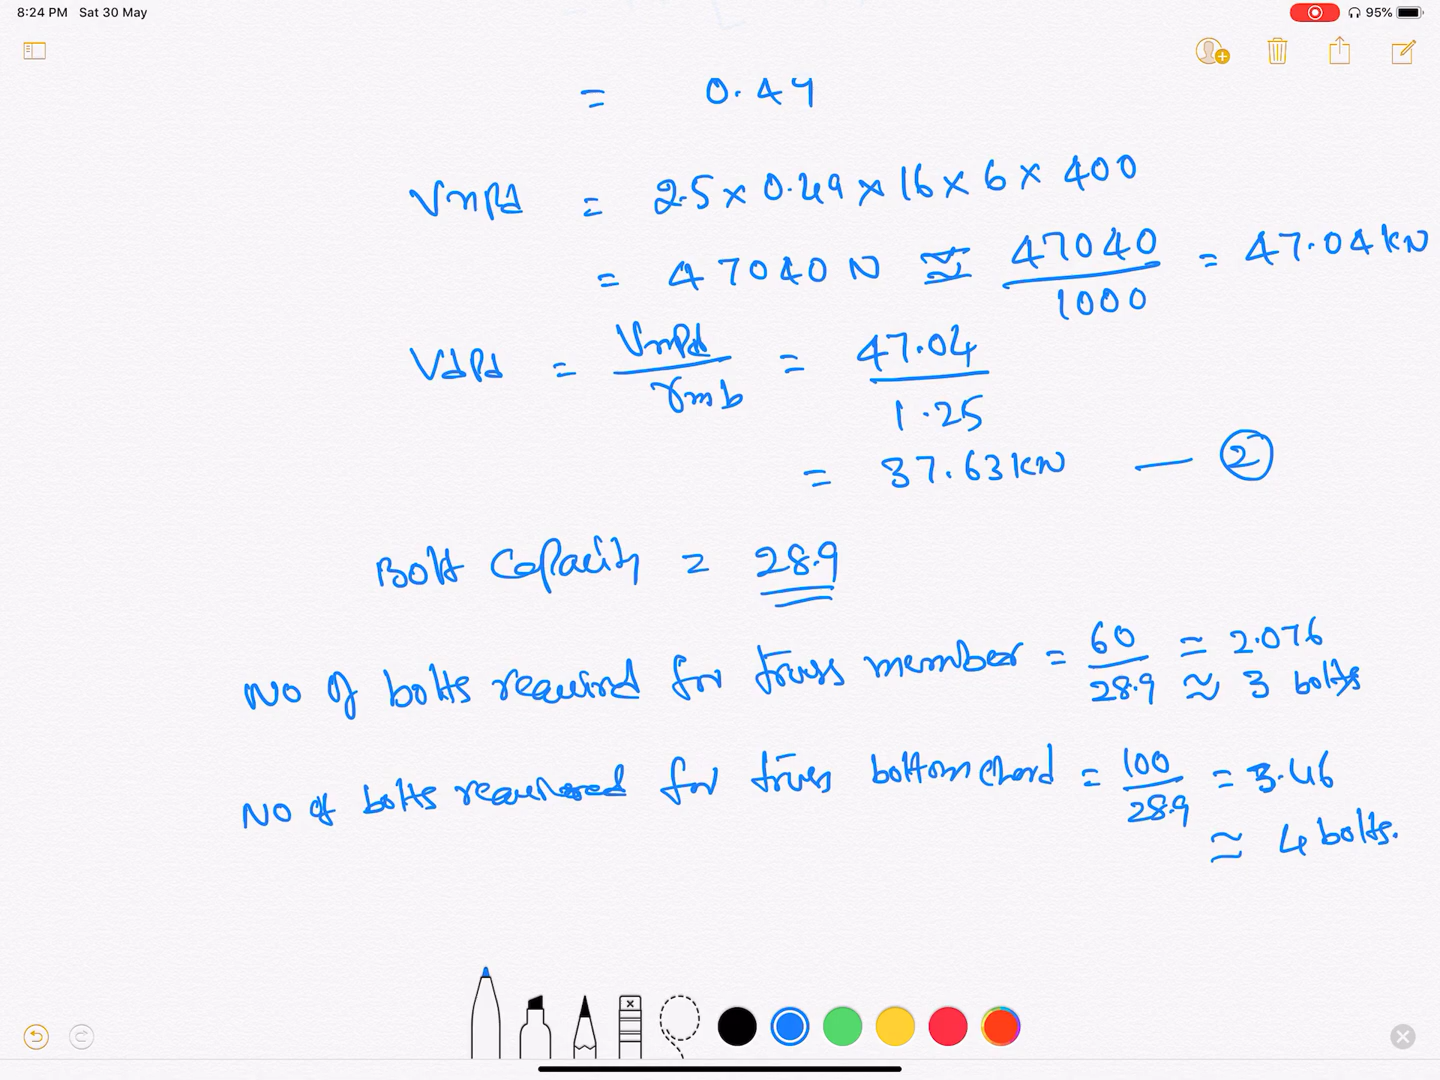 8:24 PM Sat 30 May 95%
= 0.49
Vnpb = 2.5 × 0.49 × 16 × 6 × 400
= 47040 N ≅ 47040/1000 = 47.04 kN
Vdpb = Vnpb/γmb = 47.04/1.25
= 37.63 kN — ②
Bolt capacity = 28.9
No of bolts required for truss member = 60/28.9 = 2.076
≈ 3 bolts
No of bolts required for truss bottom chord = 100/28.9 = 3.46
≈ 4 bolts.